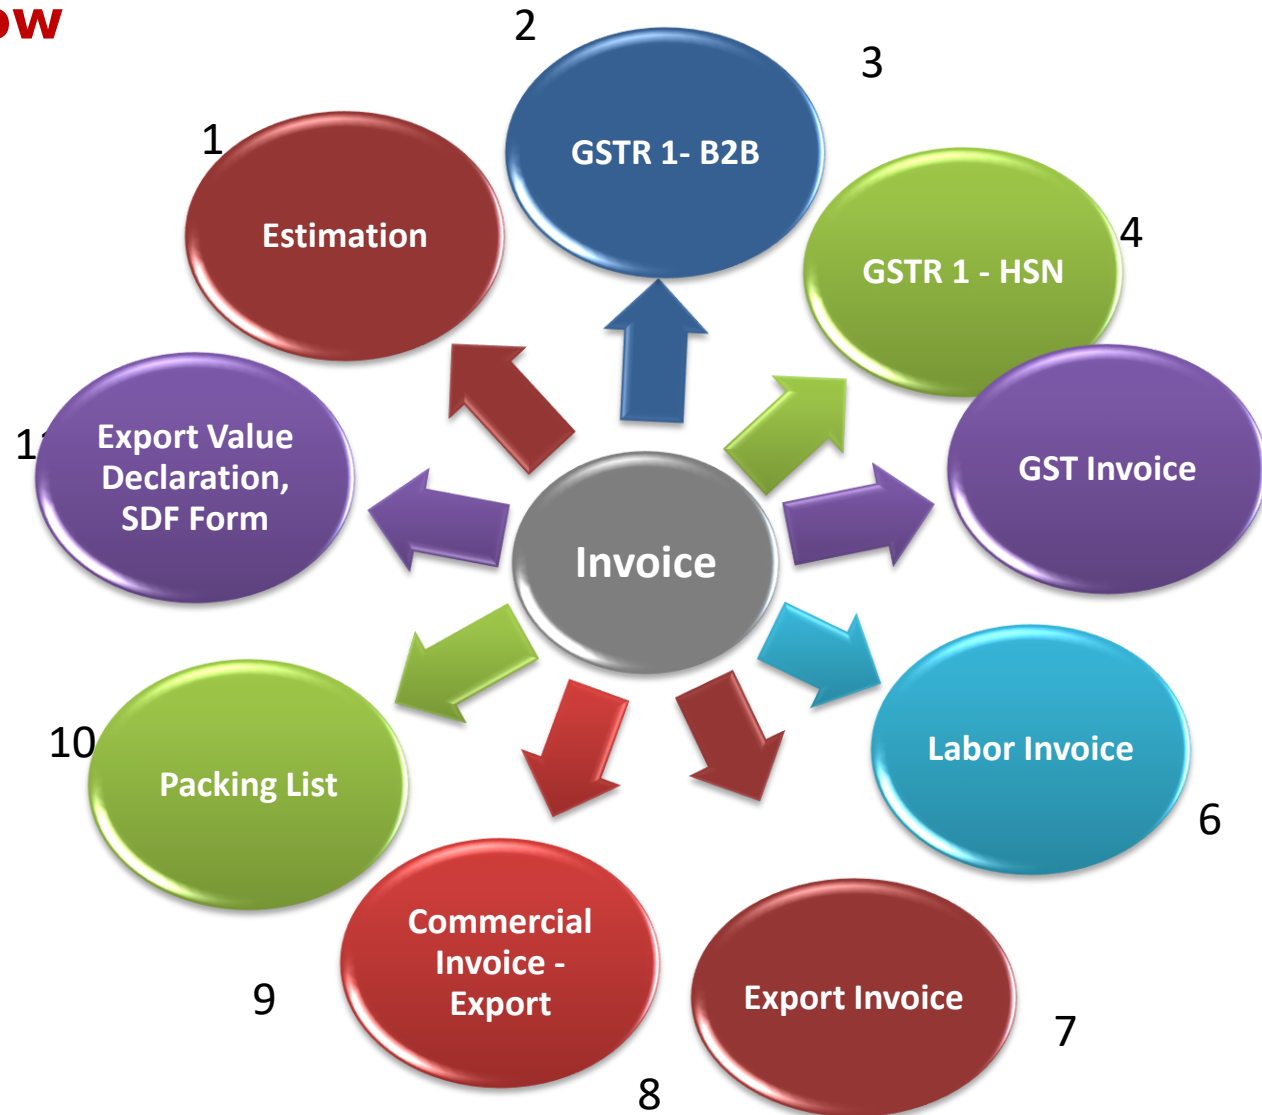 ow
2
3
1
GSTR 1- B2B
Estimation
4
GSTR 1 - HSN
Export Value
Declaration,
SDF Form
1
GST Invoice
Invoice
Labor Invoice
10
Packing List
6
Commercial
Invoice -
Export
Export Invoice
9
7
8